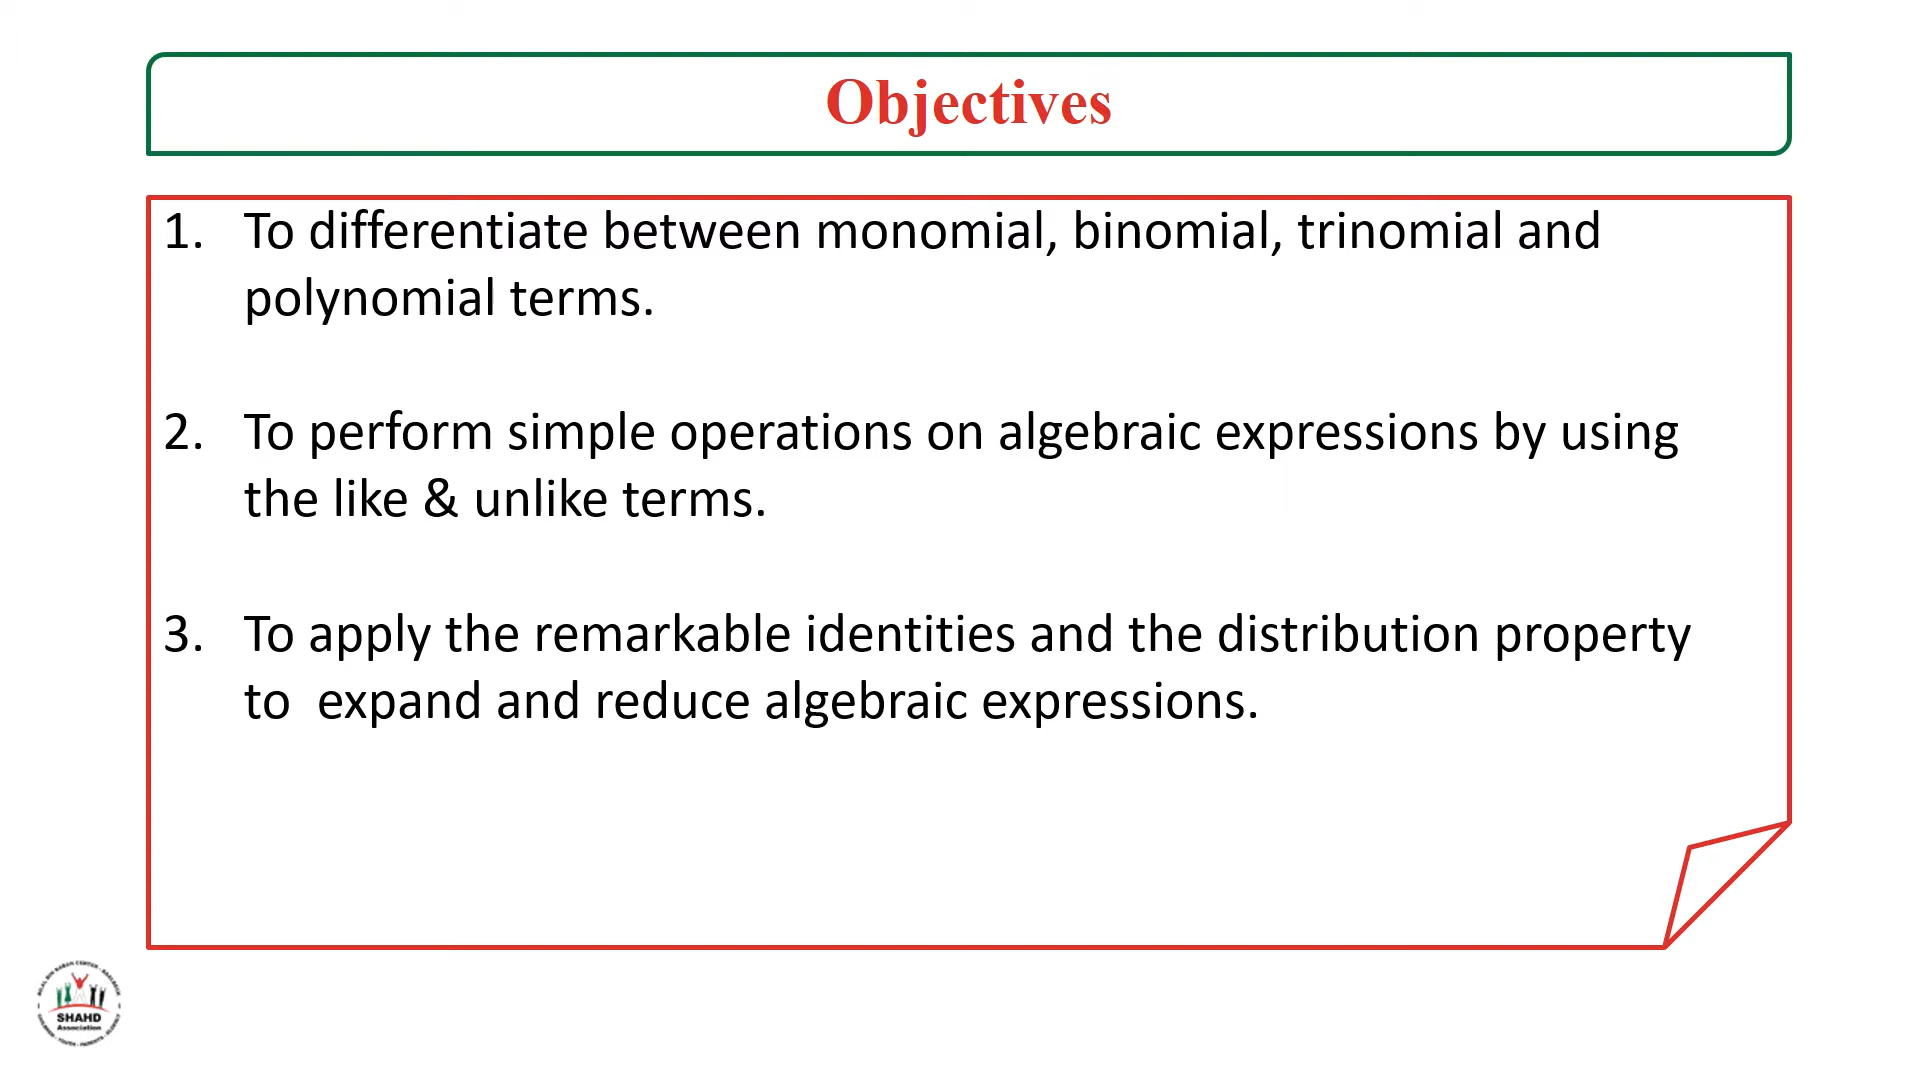 Objectives
1. To differentiate between monomial, binomial, trinomial and
polynomial terms.
2. To perform simple operations on algebraic expressions by using
the like & unlike terms.
3. To apply the remarkable identities and the distribution property
to  expand and reduce algebraic expressions.
SHAHD
Association